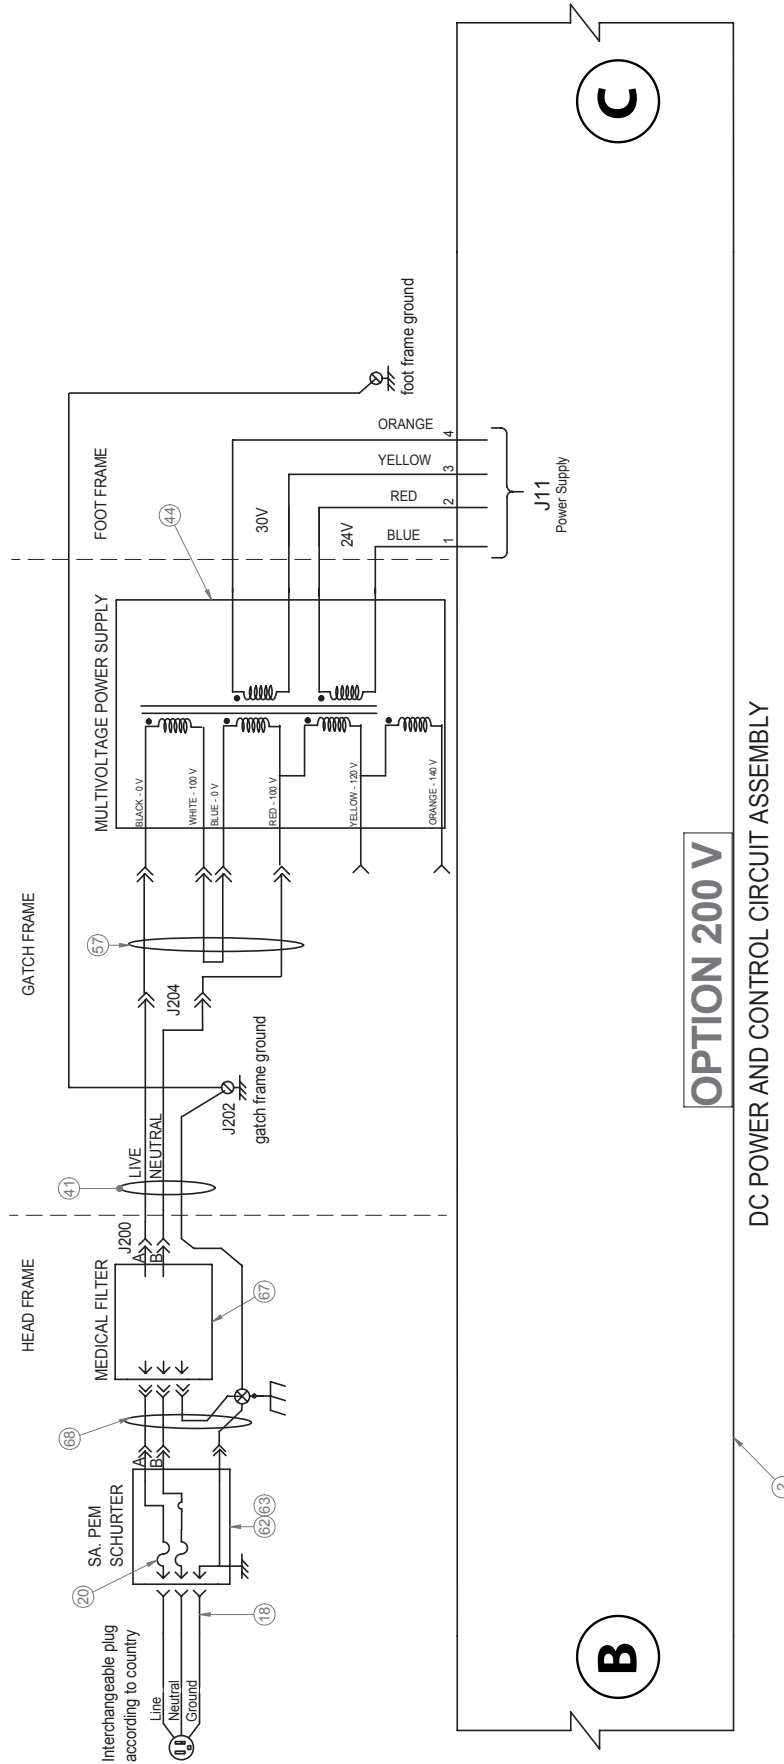 HEAD FRAME
GATCH FRAME
FOOT FRAME
Interchangeable plug
according to country
Line
Neutral
Ground
18
20
SA. PEM
SCHURTER
62
63
A
B
68
MEDICAL FILTER
67
A
B
J200
41
LIVE
NEUTRAL
J202
gatch frame ground
J204
57
MULTIVOLTAGE POWER SUPPLY
BLACK - 0 V
WHITE - 100 V
BLUE - 0 V
RED - 100 V
YELLOW - 120 V
ORANGE - 140 V
44
30V
24V
ORANGE
4
YELLOW
3
RED
2
BLUE
1
J11
Power Supply
foot frame ground
B
C
OPTION 200 V
DC POWER AND CONTROL CIRCUIT ASSEMBLY
2